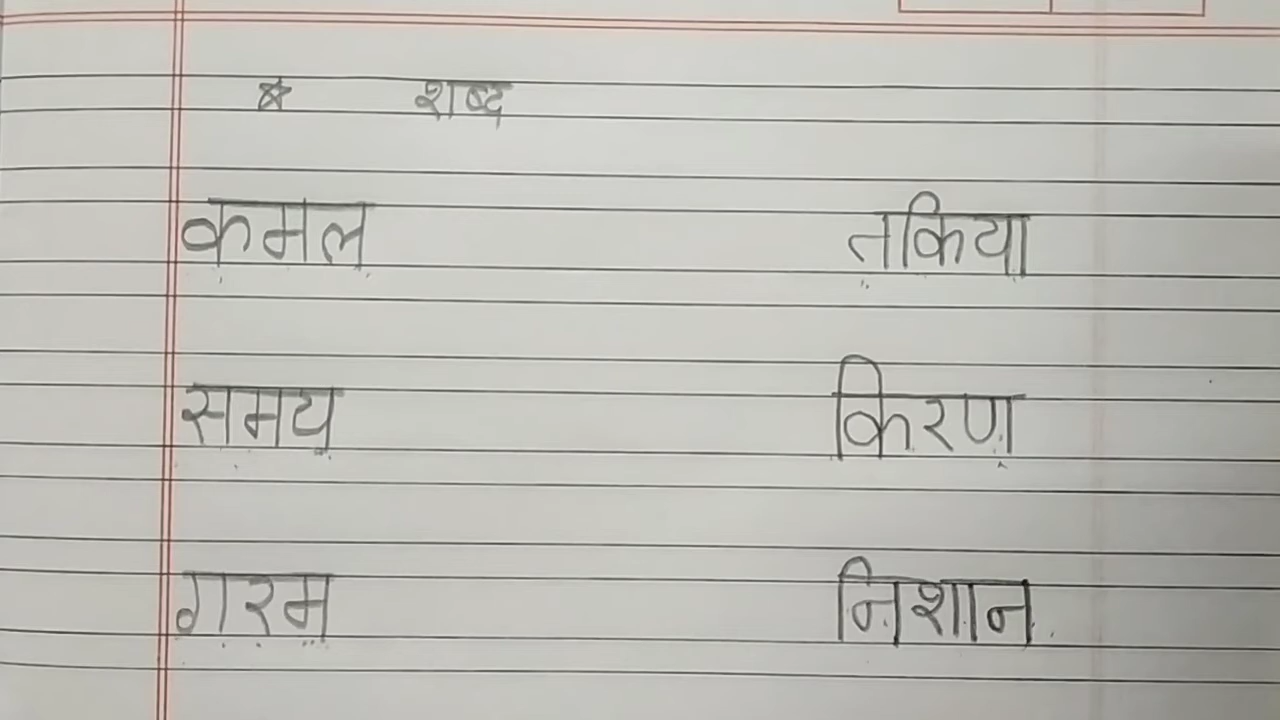 ☆ शब्द
कमल तकिया
समय किरण
गरम निशान